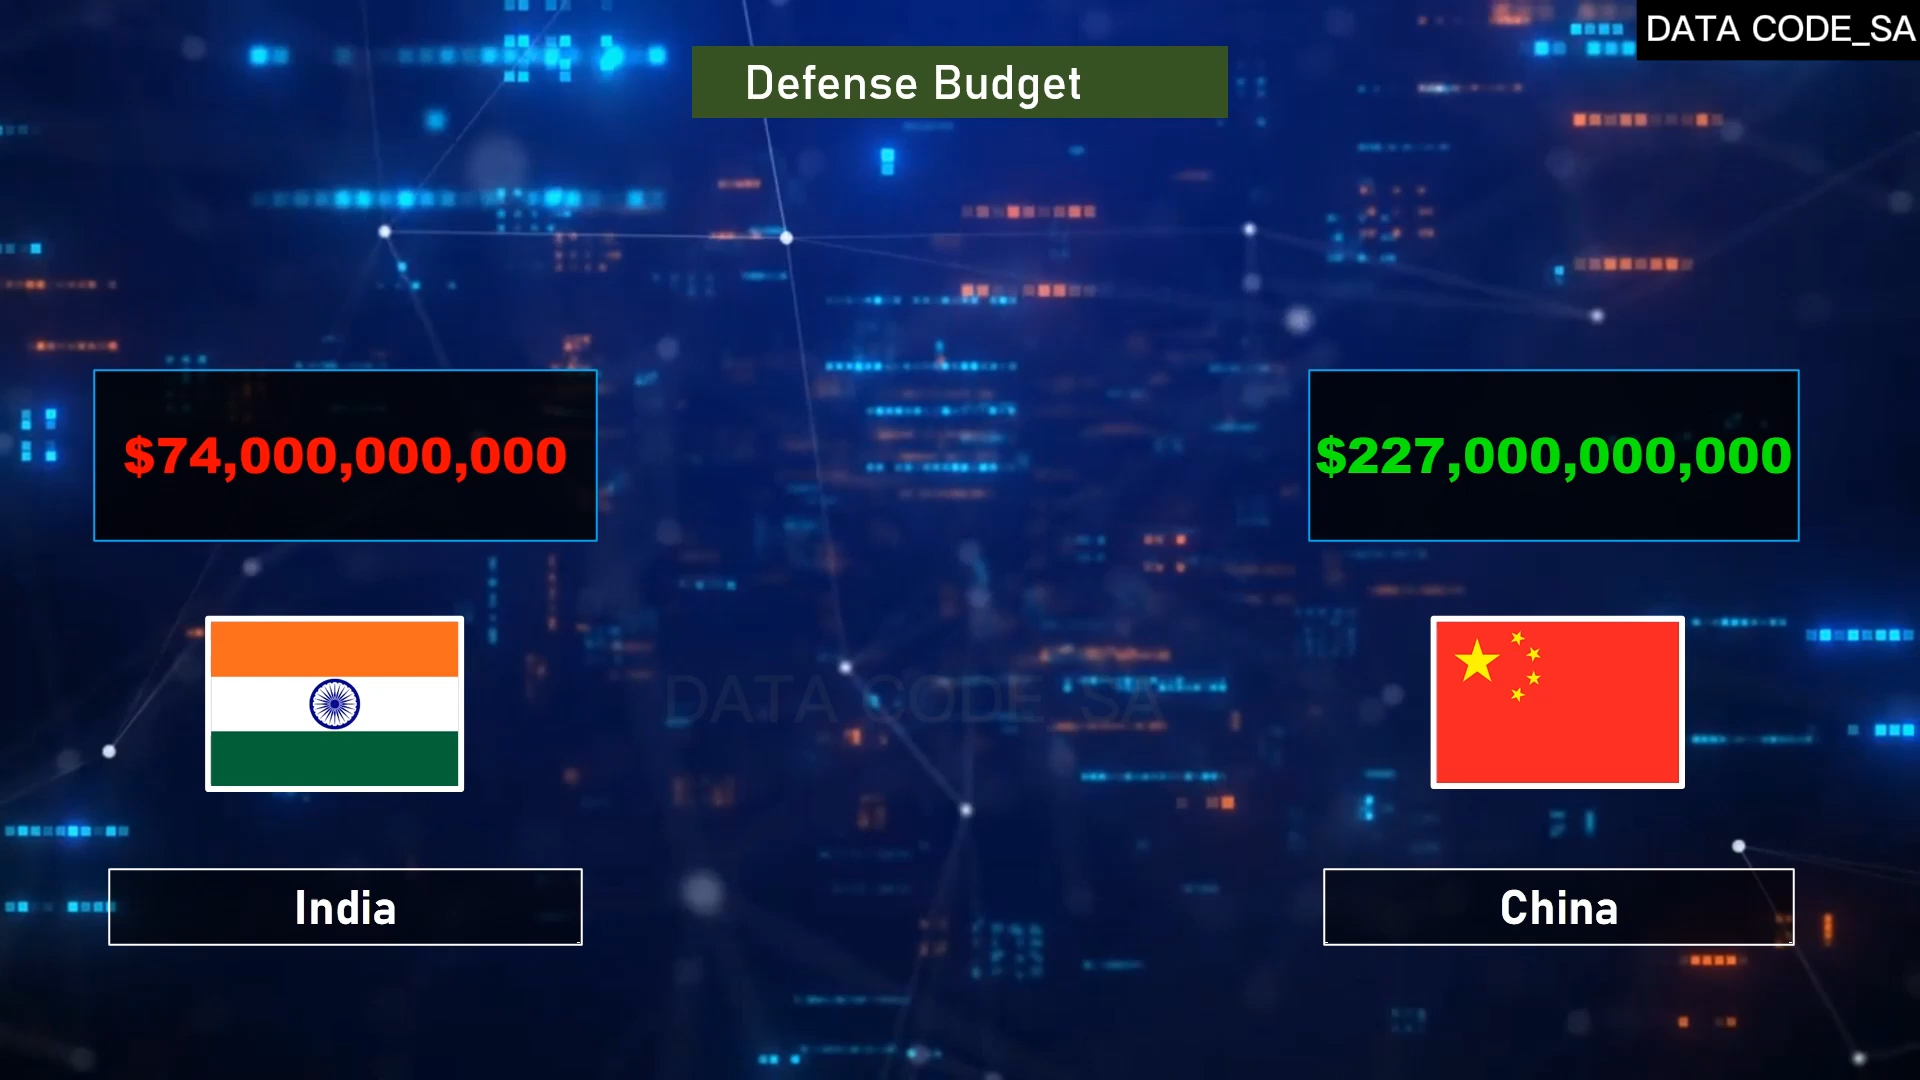 DATA CODE_SA
Defense Budget
$74,000,000,000
$227,000,000,000
DATA CODE_SA
India
China